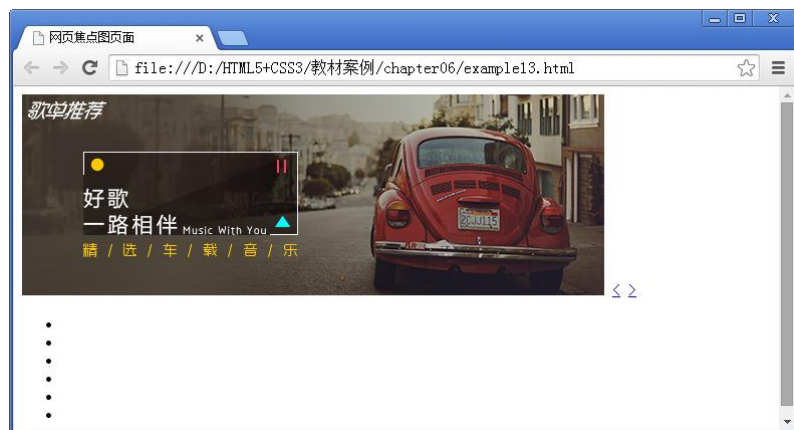 网页焦点图页面
file:///D:/HTML5+CSS3/教材案例/chapter06/example13.html
歌单推荐
好歌
一路相伴 Music With You
精 / 选 / 车 / 载 / 音 / 乐
2CJJ115
< >